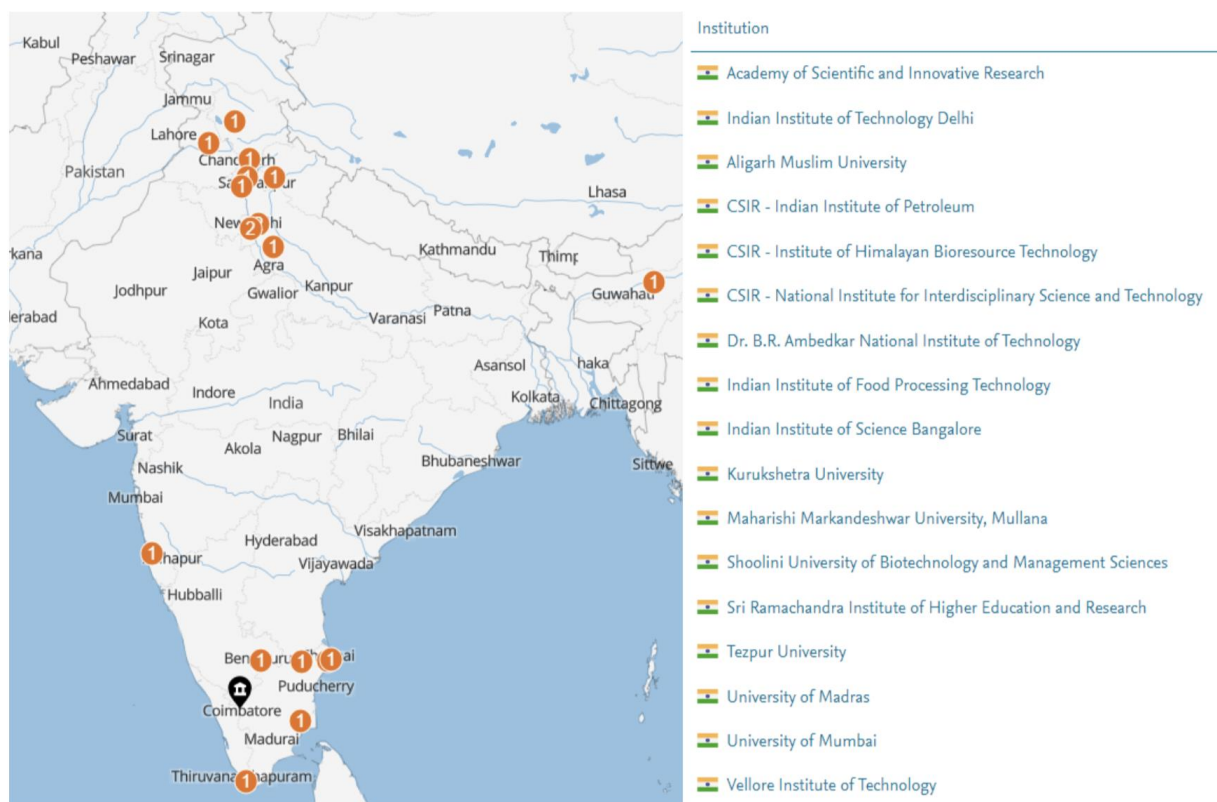 Kabul
Peshawar
Srinagar
Jammu
1
Lahore
1
1
Pakistan
1
1
1
Lhasa
2
1
Kathmandu
Agra
Jaipur
Kanpur
Jodhpur
Gwalior
1
Kota
Varanasi
Patna
Asansol
Ahmedabad
Indore
India
Kolkata
Chittagong
Surat
Akola
Nagpur
Bhilai
Nashik
Bhubaneshwar
Sittwe
Mumbai
Visakhapatnam
Hyderabad
1
Vijayawada
Hubballi
1
1
1
Puducherry
Coimbatore
1
Madurai
1
Institution
Academy of Scientific and Innovative Research
Indian Institute of Technology Delhi
Aligarh Muslim University
CSIR - Indian Institute of Petroleum
CSIR - Institute of Himalayan Bioresource Technology
CSIR - National Institute for Interdisciplinary Science and Technology
Dr. B.R. Ambedkar National Institute of Technology
Indian Institute of Food Processing Technology
Indian Institute of Science Bangalore
Kurukshetra University
Maharishi Markandeshwar University, Mullana
Shoolini University of Biotechnology and Management Sciences
Sri Ramachandra Institute of Higher Education and Research
Tezpur University
University of Madras
University of Mumbai
Vellore Institute of Technology